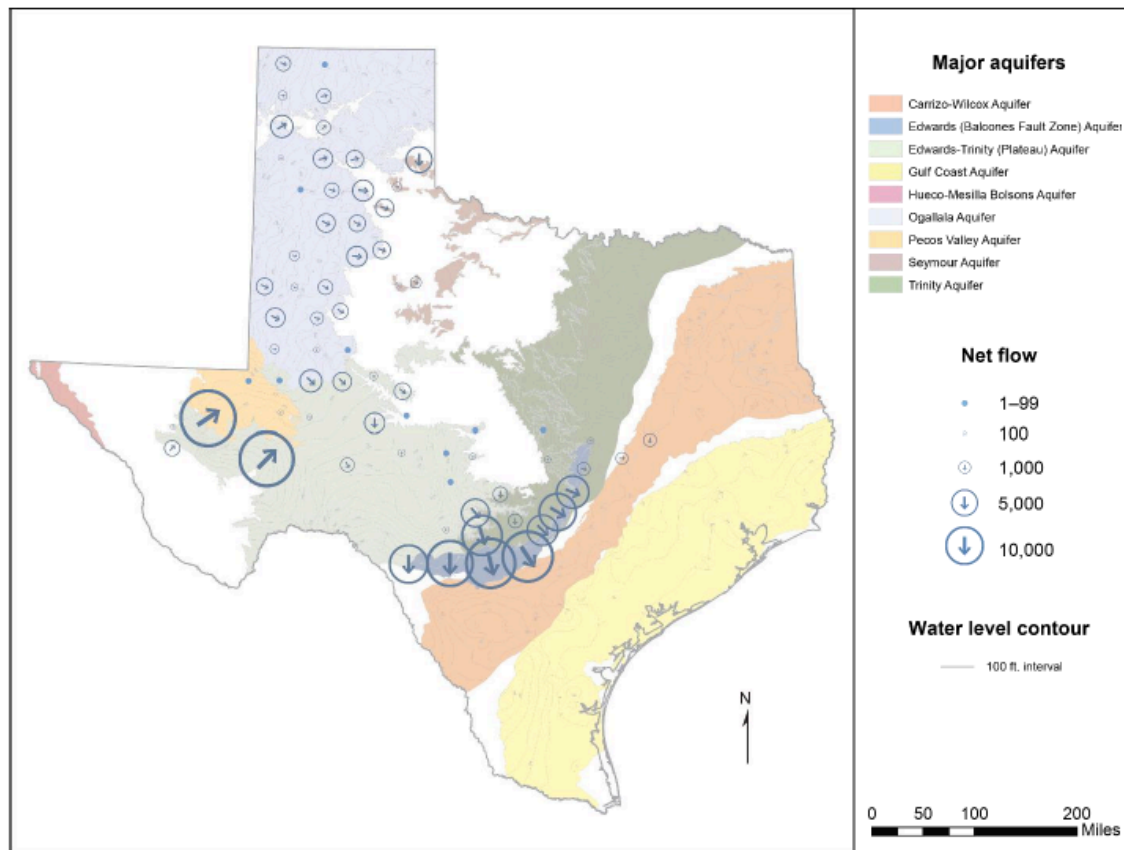 Major aquifers
Carrizo-Wilcox Aquifer
Edwards (Balcones Fault Zone) Aquifer
Edwards-Trinity (Plateau) Aquifer
Gulf Coast Aquifer
Hueco-Mesilla Bolsons Aquifer
Ogallala Aquifer
Pecos Valley Aquifer
Seymour Aquifer
Trinity Aquifer
Net flow
1–99
100
1,000
5,000
10,000
Water level contour
100 ft. interval
N
0 50 100 200
Miles